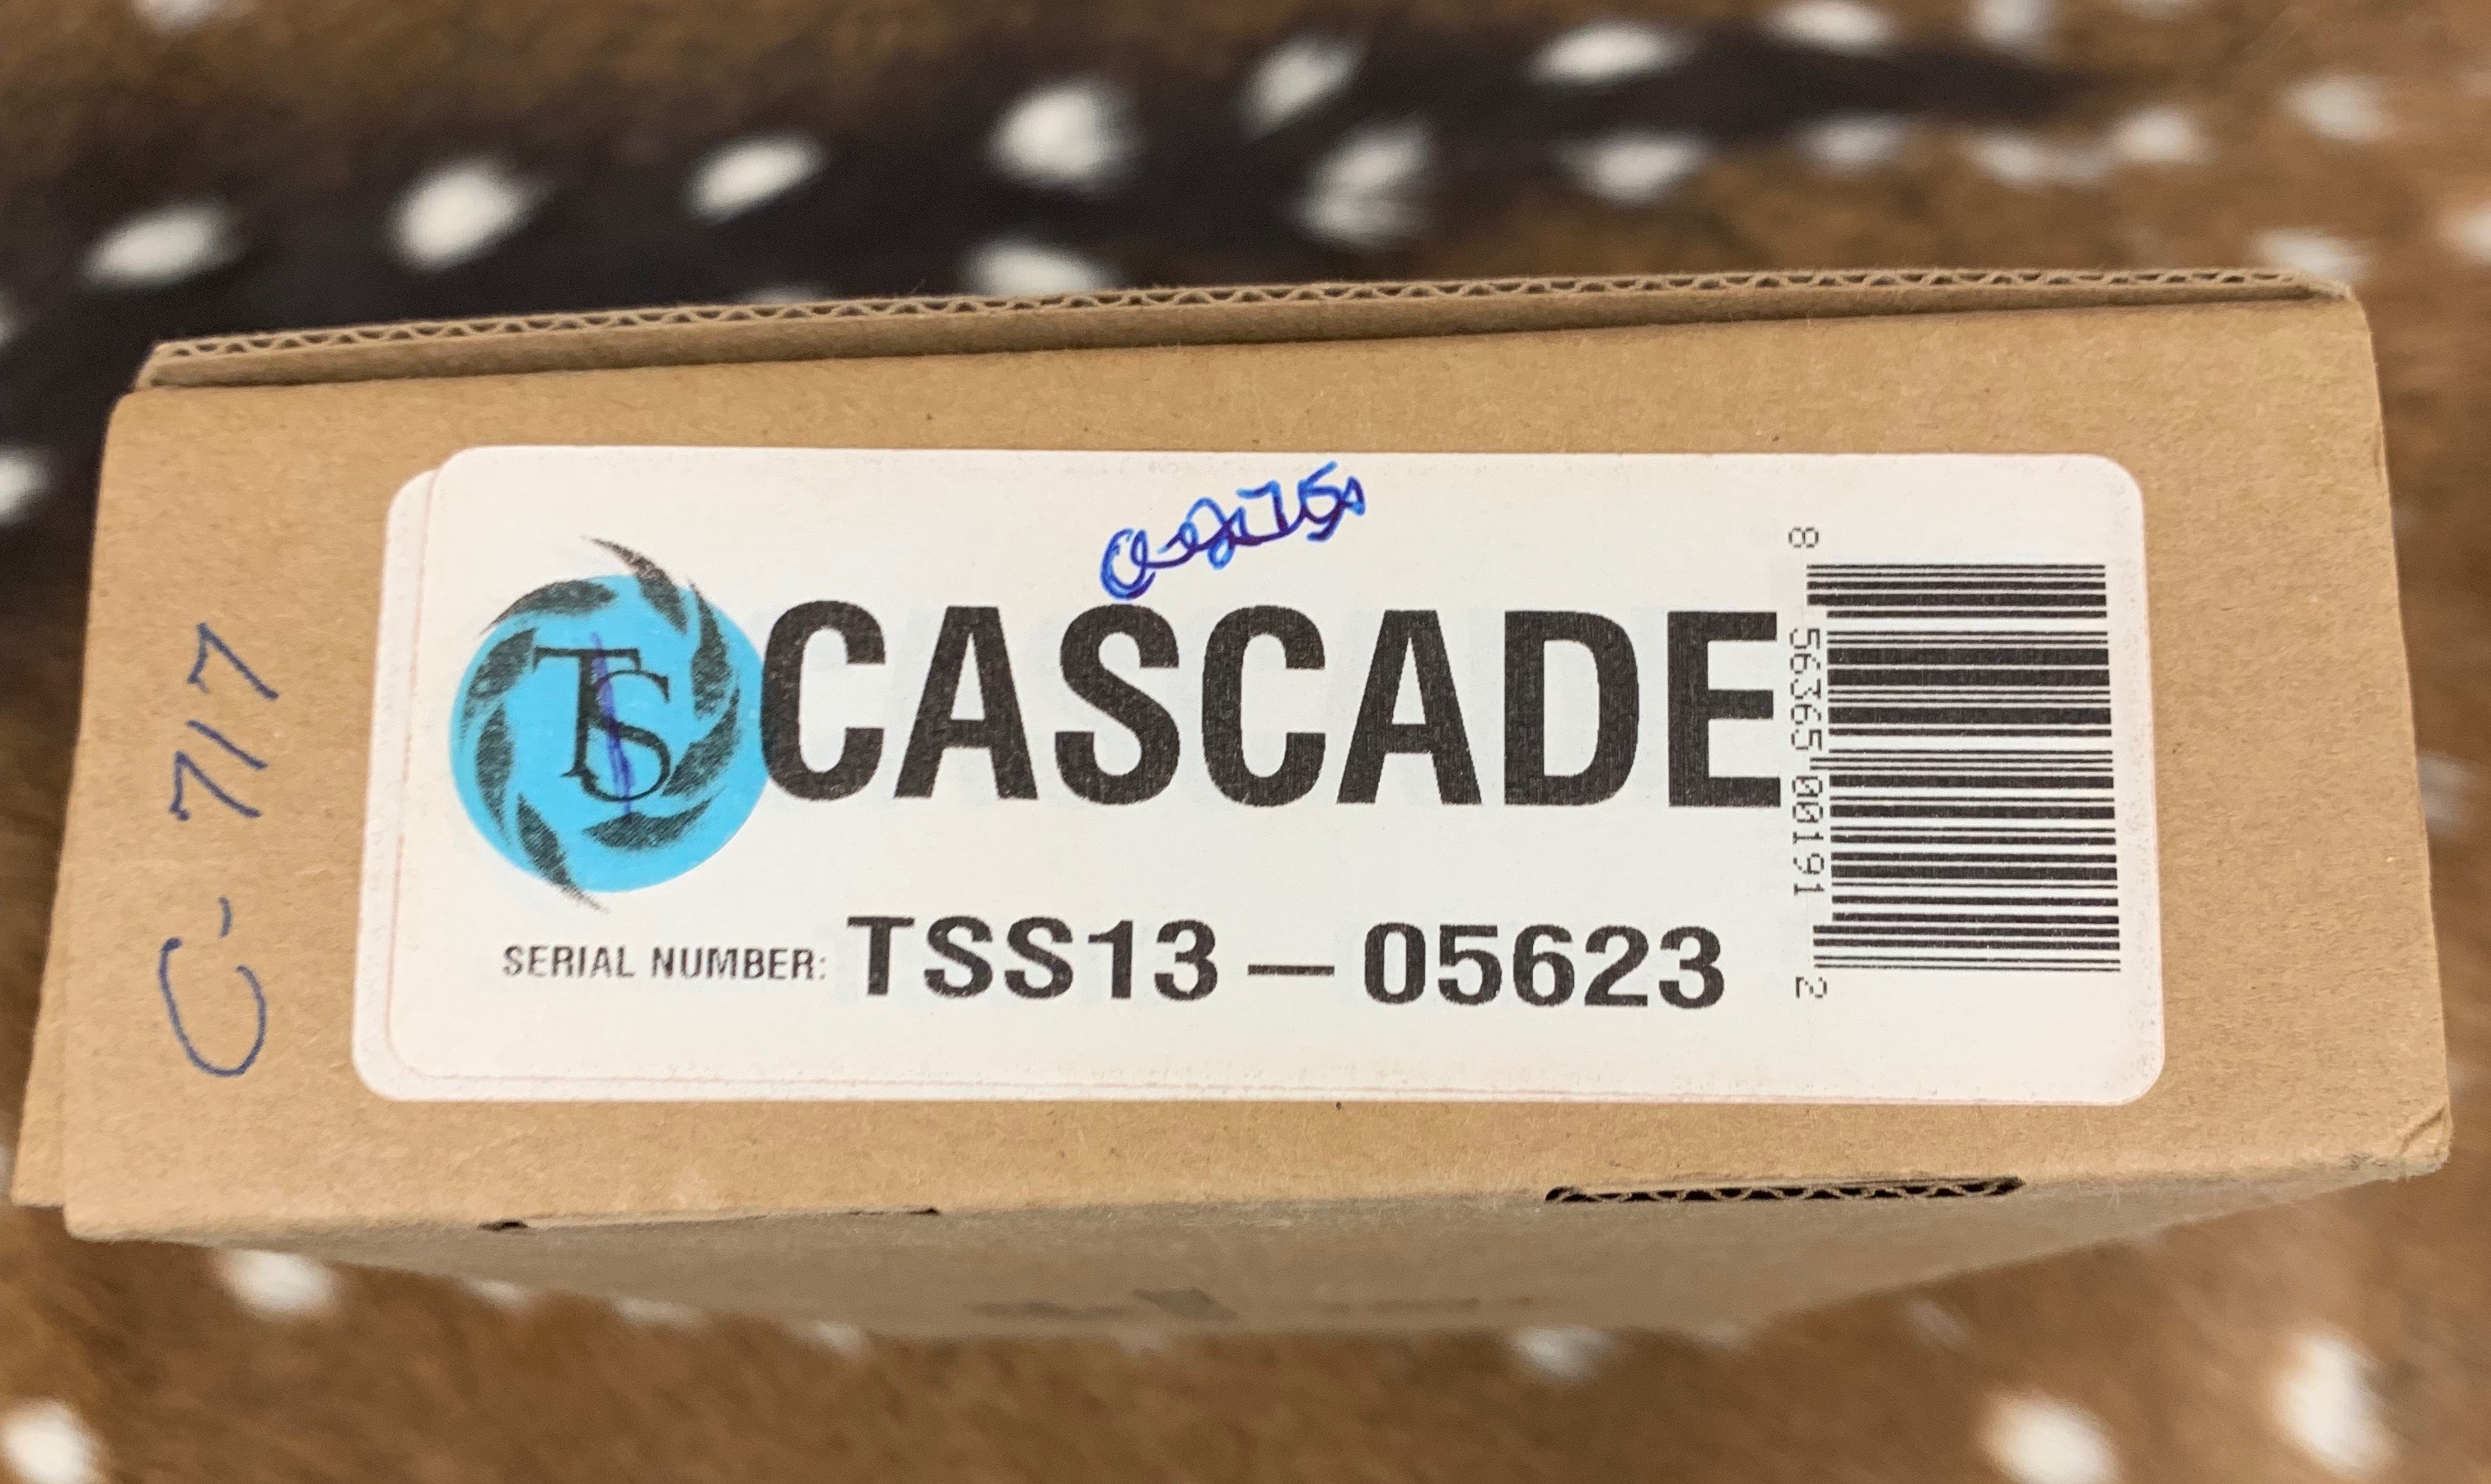 C-717
TS
CASCADE
SERIAL NUMBER: TSS13-05623
8 56365 00191 2